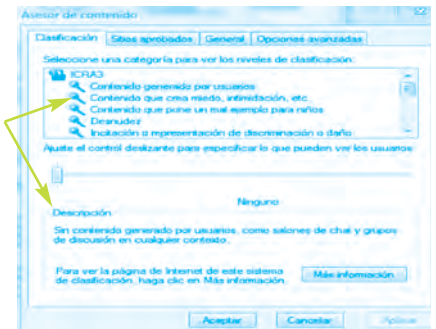 Asesor de contenido
Clasificación Sitios aprobados General Opciones avanzadas
Seleccione una categoría para ver los niveles de clasificación:
ICRA3
Contenido generado por usuarios
Contenido que crea miedo, intimidación, etc.
Contenido que pone un mal ejemplo para niños
Desnudez
Incitación o representación de discriminación o daño
Ajuste el control deslizante para especificar lo que pueden ver los usuarios
Ninguno
Descripción
Sin contenido generado por usuarios, como salones de chat y grupos
de discusión en cualquier contexto.
Para ver la página de Internet de este sistema
de clasificación, haga clic en Más información.
Más información
Aceptar Cancelar Aplicar